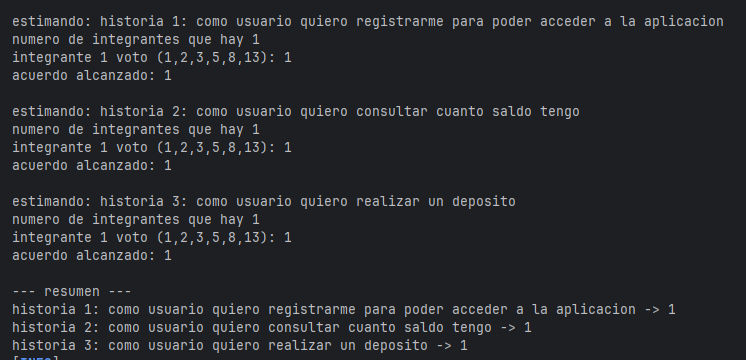 estimando: historia 1: como usuario quiero registrarme para poder acceder a la aplicacion
numero de integrantes que hay 1
integrante 1 voto (1,2,3,5,8,13): 1
acuerdo alcanzado: 1
estimando: historia 2: como usuario quiero consultar cuanto saldo tengo
numero de integrantes que hay 1
integrante 1 voto (1,2,3,5,8,13): 1
acuerdo alcanzado: 1
estimando: historia 3: como usuario quiero realizar un deposito
numero de integrantes que hay 1
integrante 1 voto (1,2,3,5,8,13): 1
acuerdo alcanzado: 1
--- resumen ---
historia 1: como usuario quiero registrarme para poder acceder a la aplicacion -> 1
historia 2: como usuario quiero consultar cuanto saldo tengo -> 1
historia 3: como usuario quiero realizar un deposito -> 1